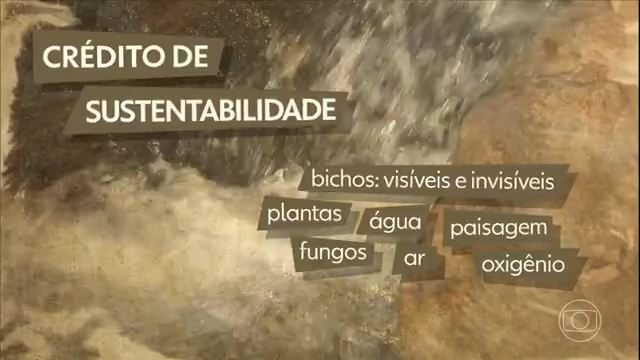 CRÉDITO DE
SUSTENTABILIDADE
bichos: visíveis e invisíveis
plantas água paisagem
fungos ar oxigênio